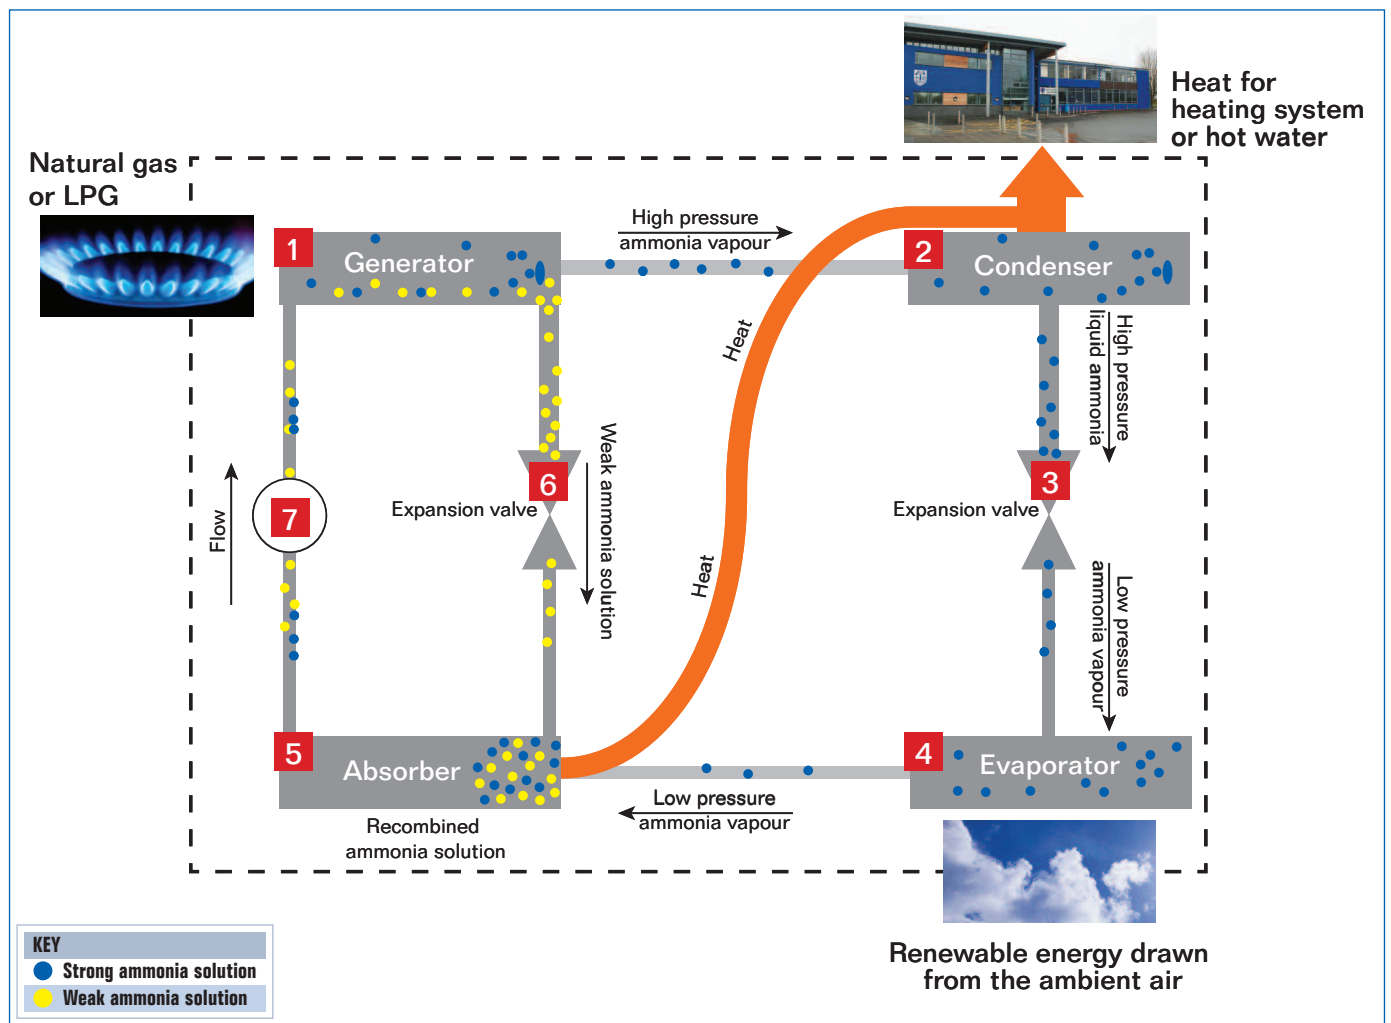 Heat for
heating system
or hot water
Natural gas
or LPG
1
Generator
High pressure
ammonia vapour
2
Condenser
High pressure
liquid ammonia
Heat
Weak ammonia solution
6
Expansion valve
3
Expansion valve
7
Flow
Heat
Low pressure
ammonia vapour
5
Absorber
4
Evaporator
Low pressure
ammonia vapour
Recombined
ammonia solution
Renewable energy drawn
from the ambient air
KEY
Strong ammonia solution
Weak ammonia solution